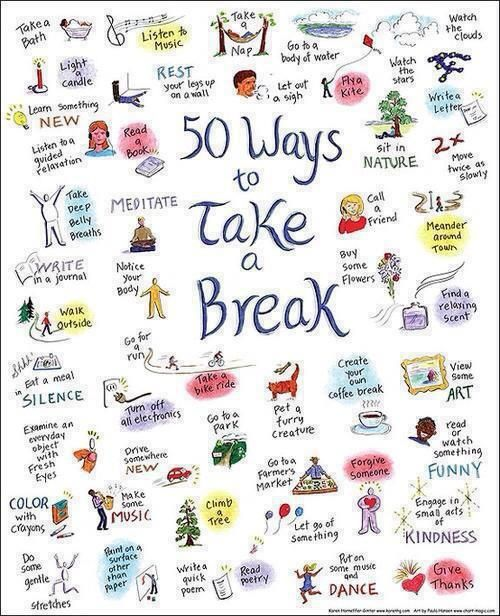 Take a
Bath
Listen to
Music
Take
a
Nap
Go to a
body of water
Watch
the
Clouds
Light
a
Candle
REST
your legs up
on a wall
Let out
a sigh
Fly a
Kite
Watch
the
stars
Write a
Letter
Learn Something
NEW
Read
a
Book
50 Ways
to
Take
a
Break
sit in
NATURE
2x
Move
twice as
Slowly
Listen to a
guided
relaxation
Take
Deep
Belly
Breaths
MEDITATE
Call
a
Friend
Meander
around
Town
WRITE
in a journal
Notice
Your
Body
Buy
Some
Flowers
Find a
relaxing
Scent
Walk
Outside
Go for
a
run
Take a
bike ride
Create
Your
own
coffee break
View
some
ART
Shhh!
Eat a meal
in
SILENCE
Turn off
all electronics
Pet a
furry
Creature
Examine an
everyday
object
with
Fresh
Eyes
Go to a
park
read
or
watch
something
FUNNY
Drive
somewhere
NEW
Go to a
Farmers
Market
Forgive
Someone
COLOR
with
Crayons
Make
some
MUSIC
Climb
a
Tree
Let go of
something
Engage in
small acts
of
KINDNESS
Do
some
gentle
stretches
Paint on a
surface
other
than
Paper
Write a
quick
poem
Read
poetry
Put on
some music
and
DANCE
Give
Thanks